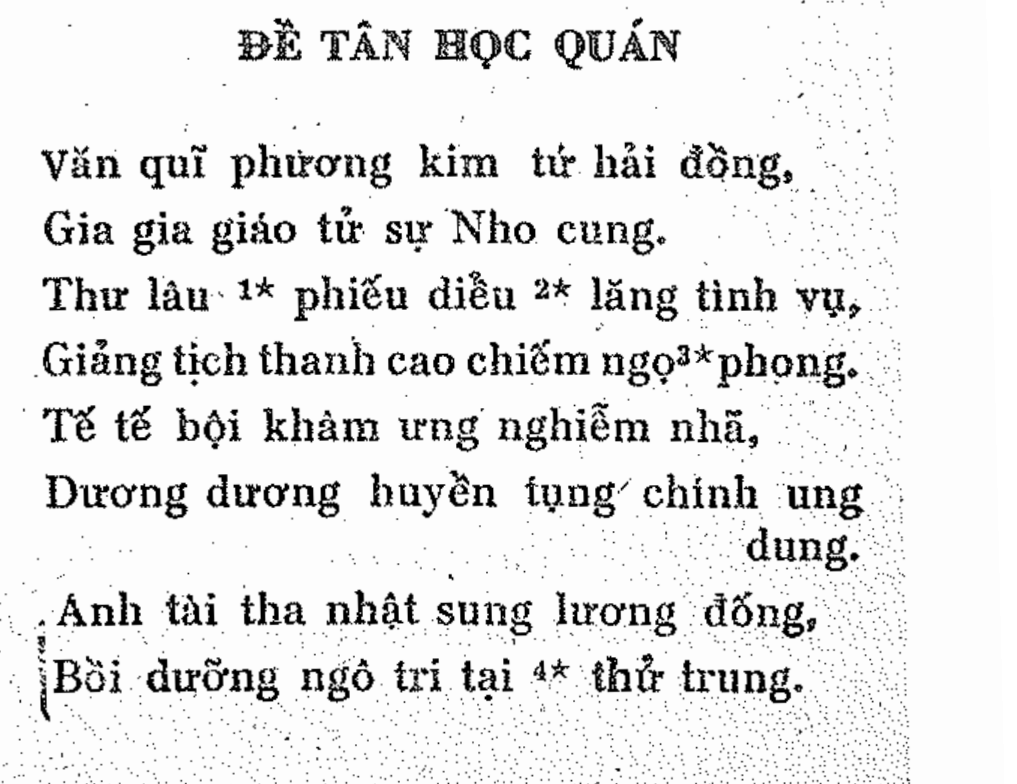 ĐỀ TÂN HỌC QUÁN
Văn quĩ phương kim tứ hải đồng,
Gia gia giáo tử sự Nho cung.
Thư lâu ¹* phiếu diểu ²* lăng tình vụ,
Giảng tịch thanh cao chiếm ngọ³* phong.
Tế tế bội khâm ưng nghiễm nhã,
Dương dương huyền tụng chính ung
dung.
Anh tài tha nhật sung lương đống,
Bồi dưỡng ngô tri tại ⁴* thử trung.